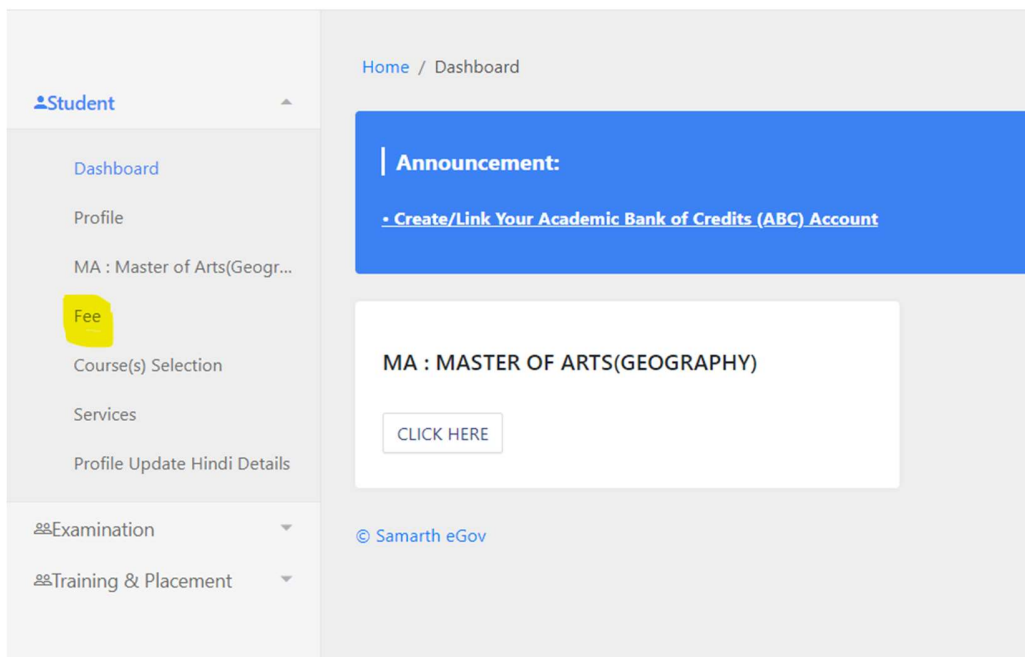 Student
Dashboard
Profile
MA : Master of Arts(Geogr...
Fee
Course(s) Selection
Services
Profile Update Hindi Details
Examination
Training & Placement
Home / Dashboard
Announcement:
• Create/Link Your Academic Bank of Credits (ABC) Account
MA : MASTER OF ARTS(GEOGRAPHY)
CLICK HERE
© Samarth eGov